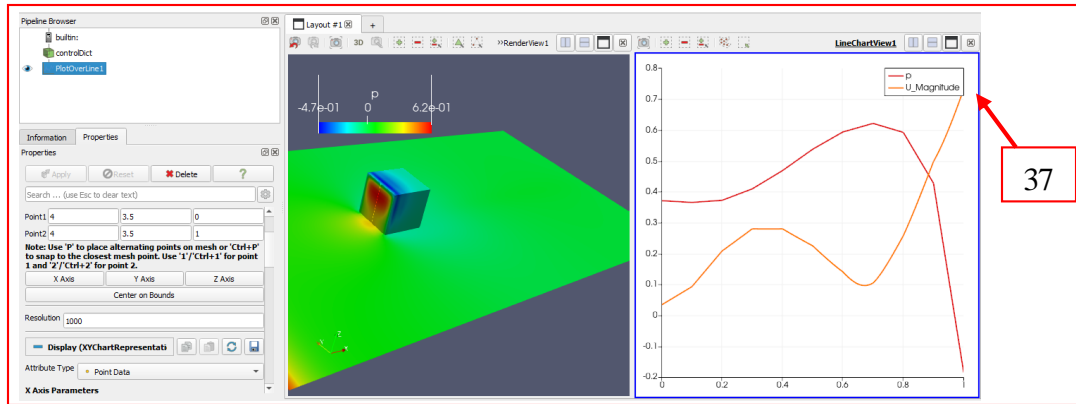 Pipeline Browser
builtin:
controlDict
PlotOverLine1
Information Properties
Properties
Apply Reset Delete ?
Search ... (use Esc to clear text)
Point1 4 3.5 0
Point2 4 3.5 1
Note: Use 'P' to place alternating points on mesh or 'Ctrl+P'
to snap to the closest mesh point. Use '1'/'Ctrl+1' for point
1 and '2'/'Ctrl+2' for point 2.
X Axis Y Axis Z Axis
Center on Bounds
Resolution 1000
Display (XYChartRepresentati
Attribute Type Point Data
X Axis Parameters
Layout #1 +
3D >>RenderView1
p
-4.7e-01 0 6.2e-01
Z
LineChartView1
p
U_Magnitude
0.8
0.7
0.6
0.5
0.4
0.3
0.2
0.1
0
-0.1
-0.2
0 0.2 0.4 0.6 0.8 1
37